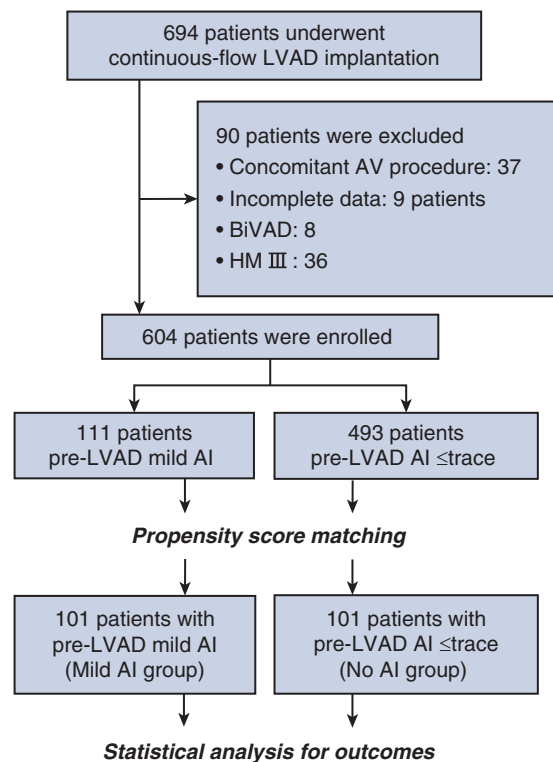 694 patients underwent
continuous-flow LVAD implantation
90 patients were excluded
• Concomitant AV procedure: 37
• Incomplete data: 9 patients
• BiVAD: 8
• HM III : 36
604 patients were enrolled
111 patients
pre-LVAD mild AI
493 patients
pre-LVAD AI ≤trace
Propensity score matching
101 patients with
pre-LVAD mild AI
(Mild AI group)
101 patients with
pre-LVAD AI ≤trace
(No AI group)
Statistical analysis for outcomes